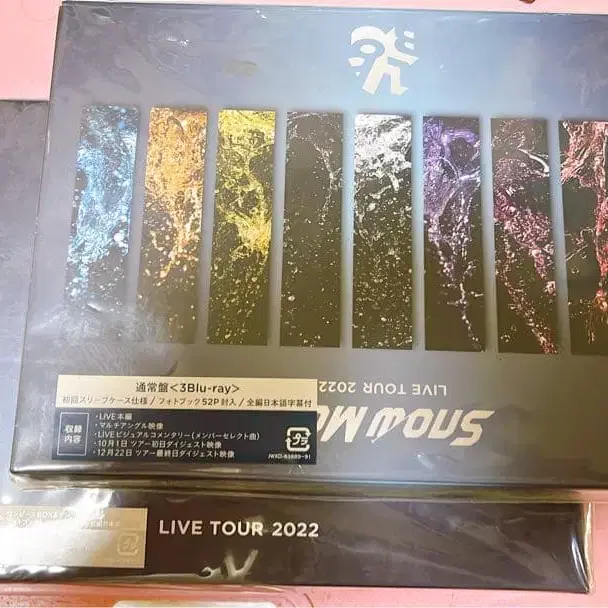 通常盤<3Blu-ray>
初回スリーブケース仕様/フォトブック52P封入/全編日本語字幕付
収録内容
・LIVE本編
・マルチアングル映像
・LIVEビジュアルコメンタリー(メンバーセレクト曲)
・10月1日 ツアー初日ダイジェスト映像
・12月22日 ツアー最終日ダイジェスト映像
LIVE TOUR 2022
Snow M
LIVE TOUR 2022